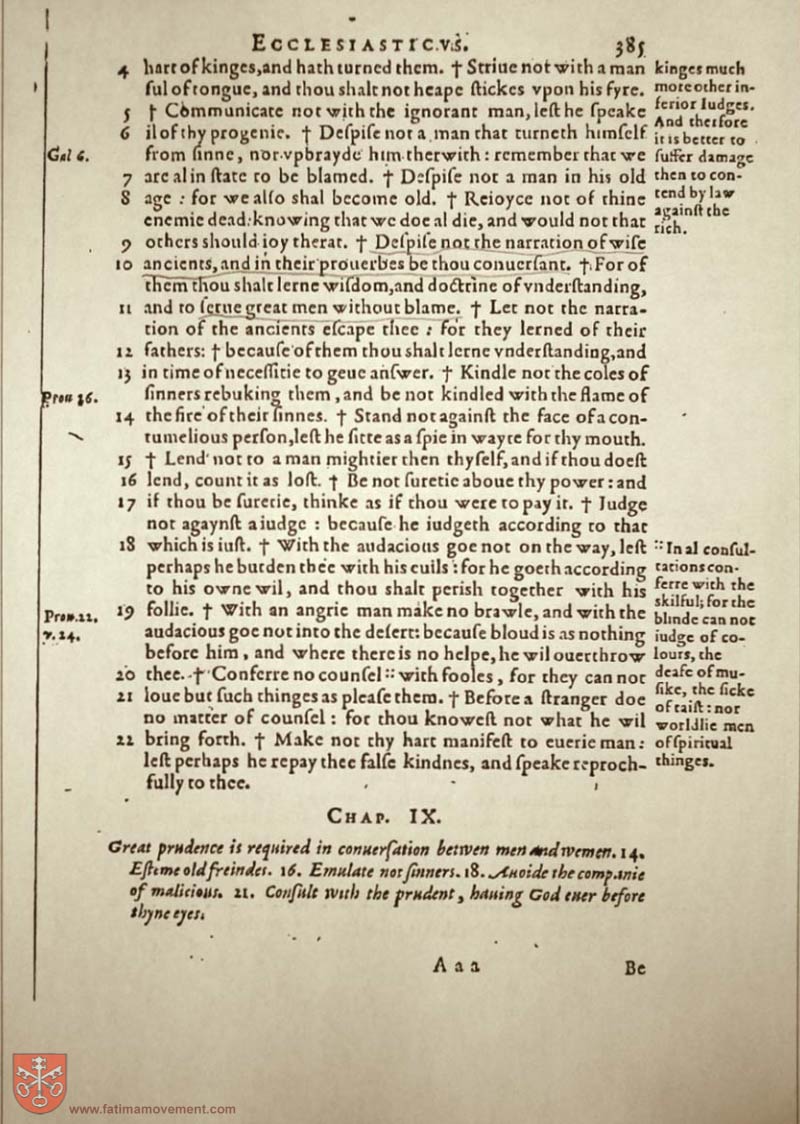 ECCLESIASTICVS. 385
4 hart of kinges, and hath turned them. † Striue not with a man
ful of tongue, and thou shalt not heape stickes vpon his fyre.
5 † Communicate not with the ignorant man, lest he speake
6 il of thy progenie. † Despise not a man that turneth himself
from sinne, nor vpbrayde him therwith: remember that we
7 are al in state to be blamed. † Despise not a man in his old
8 age: for we also shal become old. † Reioyce not of thine
enemie dead: knowing that we doe al die, and would not that
9 others should ioy therat. † Despise not the narration of wise
10 ancients, and in their prouerbes be thou conuersant. † For of
them thou shalt lerne wisdom, and doctrine of vnderstanding,
11 and to serue great men without blame. † Let not the narra-
tion of the ancients escape thee: for they lerned of their
12 fathers: † because of them thou shalt lerne vnderstanding, and
13 in time of necessitie to geue answer. † Kindle not the coles of
sinners rebuking them, and be not kindled with the flame of
14 the fire of their sinnes. † Stand not against the face of a con-
tumelious person, lest he sitte as a spie in wayte for thy mouth.
15 † Lend not to a man mightier then thyself, and if thou doest
16 lend, count it as lost. † Be not suretie aboue thy power: and
17 if thou be suretie, thinke as if thou were to pay it. † Iudge
not agaynst a iudge: because he iudgeth according to that
18 which is iust. † With the audacious goe not on the way, lest
perhaps he burden thee with his euils: for he goeth according
to his owne wil, and thou shalt perish together with his
19 follie. † With an angrie man make no brawle, and with the
audacious goe not into the desert: because bloud is as nothing
before him, and where there is no helpe, he wil ouerthrow
20 thee. † Conferre no counsel :: with fooles, for they can not
21 loue but such thinges as please them. † Before a stranger doe
no matter of counsel: for thou knowest not what he wil
22 bring forth. † Make not thy hart manifest to euerie man:
lest perhaps he repay thee false kindnes, and speake reproch-
fully to thee.
Gal 6.
Prou 26.
Prou. 22.
v. 24.
kinges much
more other in-
ferior Iudges.
And therfore
it is better to
suffer damage
then to con-
tend by law
against the
rich.
:: In al consul-
tations con-
ferre with the
skilful; for the
blinde can not
iudge of co-
lours, the
deafe of mu-
sike, the sicke
of taist: nor
worldlie men
of spiritual
thinges.
CHAP. IX.
Great prudence is required in conuersation betwen men and wemen. 14.
Esteme old freindes. 16. Emulate not sinners. 18. Auoide the companie
of malicious. 21. Consult with the prudent, hauing God euer before
thyne eyes.
Aaa Be
www.fatimamovement.com